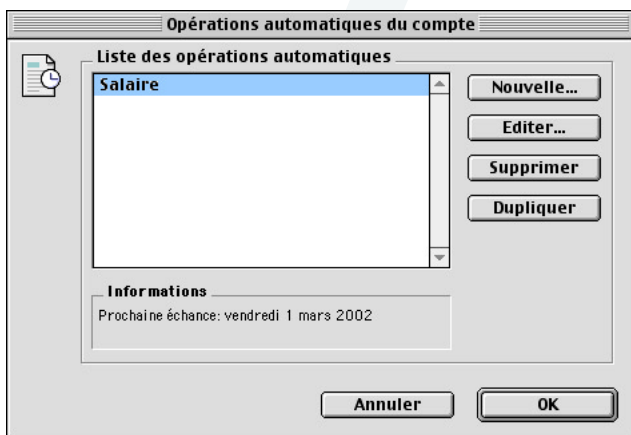 Opérations automatiques du compte
Liste des opérations automatiques
Salaire
Nouvelle...
Editer...
Supprimer
Dupliquer
Informations
Prochaine échance: vendredi 1 mars 2002
Annuler
OK